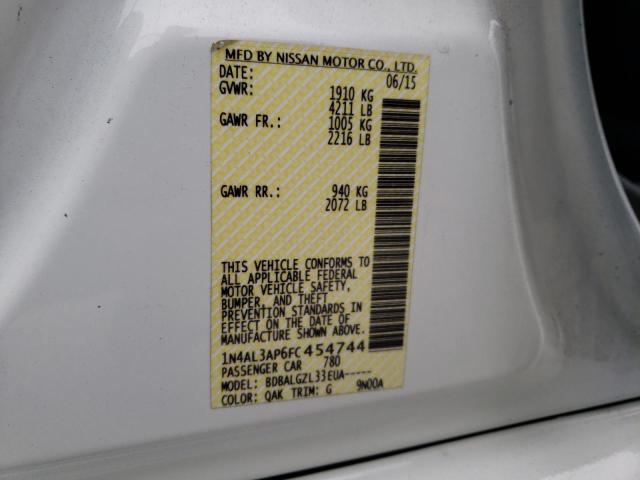 MFD BY NISSAN MOTOR CO., LTD.
DATE: 06/15
GVWR: 1910 KG
4211 LB
GAWR FR.: 1005 KG
2216 LB
GAWR RR.: 940 KG
2072 LB
THIS VEHICLE CONFORMS TO
ALL APPLICABLE FEDERAL
MOTOR VEHICLE SAFETY,
BUMPER, AND THEFT
PREVENTION STANDARDS IN
EFFECT ON THE DATE OF
MANUFACTURE SHOWN ABOVE.
1N4AL3AP6FC454744
PASSENGER CAR 780
MODEL: BDBALGZL33EUA-----
COLOR: QAK TRIM: G 9N00A